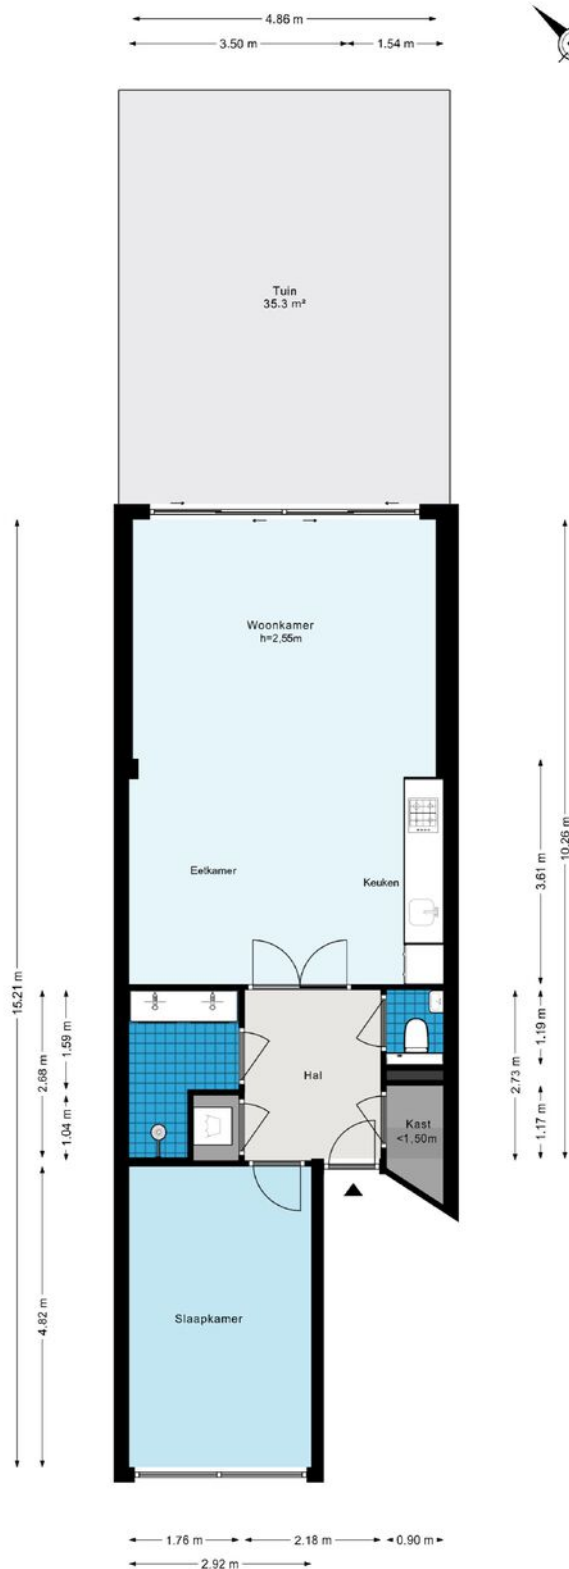 4.86 m
3.50 m
1.54 m
Tuin
35.3 m²
Woonkamer
h=2,55m
Eetkamer
Keuken
3.61 m
10.26 m
15.21 m
2.68 m
1.59 m
1.04 m
Hal
1.19 m
2.73 m
1.17 m
Kast
<1.50m
4.82 m
Slaapkamer
1.76 m
2.18 m
0.90 m
2.92 m